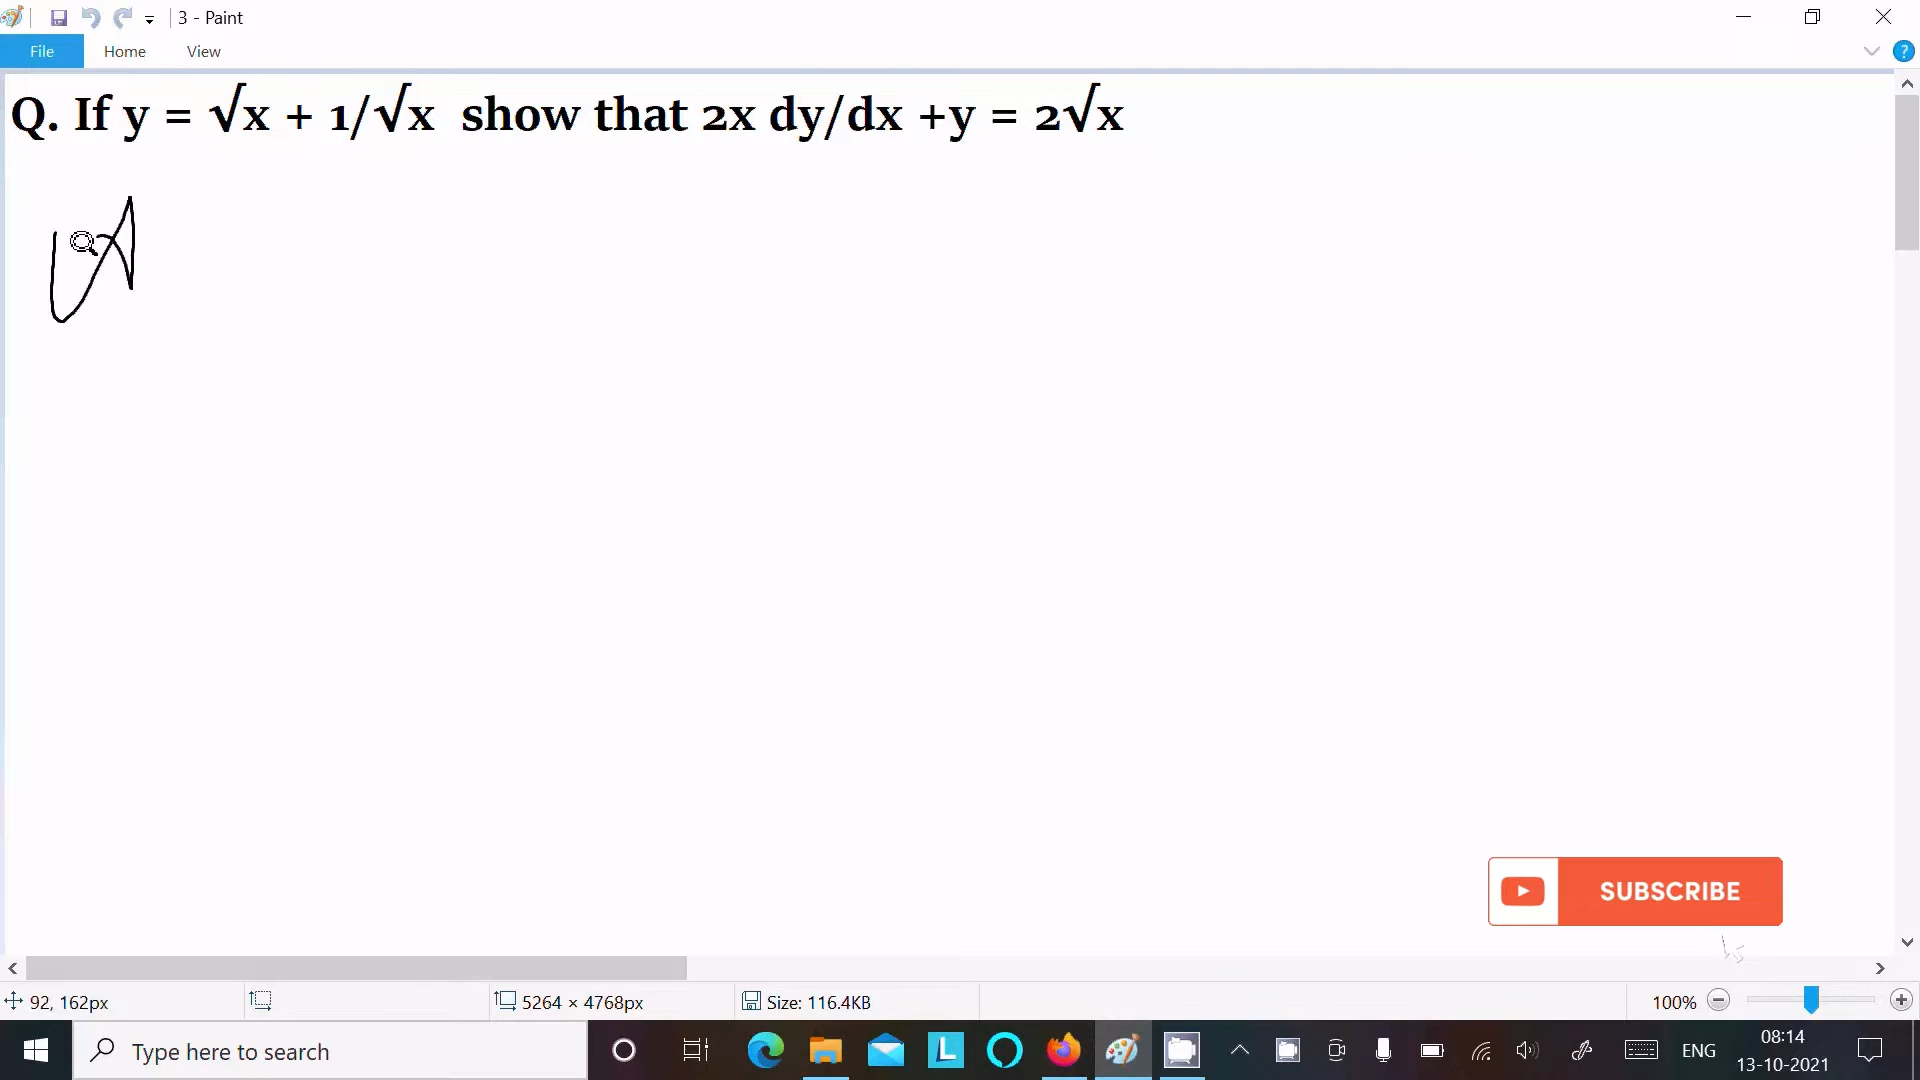 3 - Paint
File Home View
Q. If y = √x + 1/√x show that 2x dy/dx +y = 2√x
SUBSCRIBE
92, 162px 5264 × 4768px Size: 116.4KB 100%
Type here to search L ENG 08:14
13-10-2021